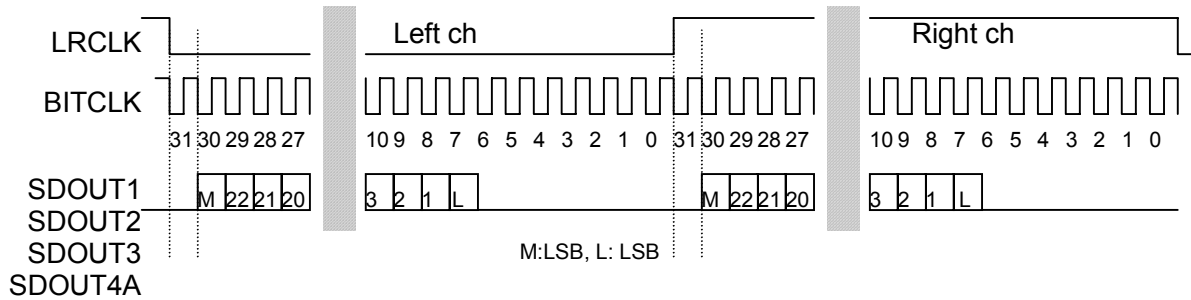 LRCLK Left ch Right ch
BITCLK
31 30 29 28 27 10 9 8 7 6 5 4 3 2 1 0 31 30 29 28 27 10 9 8 7 6 5 4 3 2 1 0
SDOUT1 M 22 21 20 3 2 1 L M 22 21 20 3 2 1 L
SDOUT2
SDOUT3 M:LSB, L: LSB
SDOUT4A